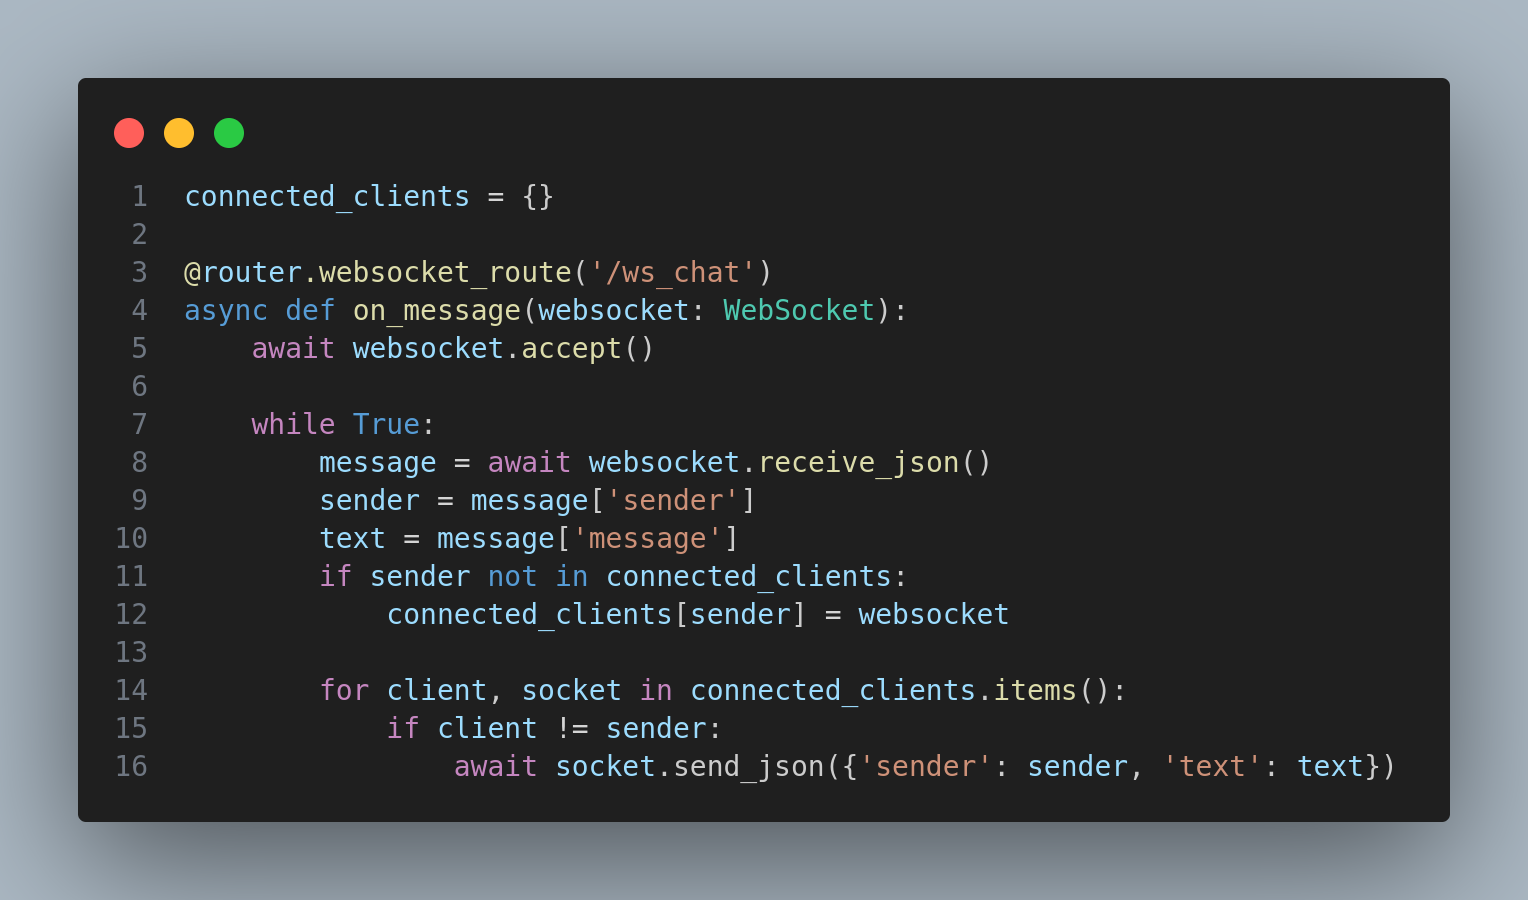 1 connected_clients = {}
2
3 @router.websocket_route('/ws_chat')
4 async def on_message(websocket: WebSocket):
5     await websocket.accept()
6
7     while True:
8         message = await websocket.receive_json()
9         sender = message['sender']
10         text = message['message']
11         if sender not in connected_clients:
12             connected_clients[sender] = websocket
13
14         for client, socket in connected_clients.items():
15             if client != sender:
16                 await socket.send_json({'sender': sender, 'text': text})